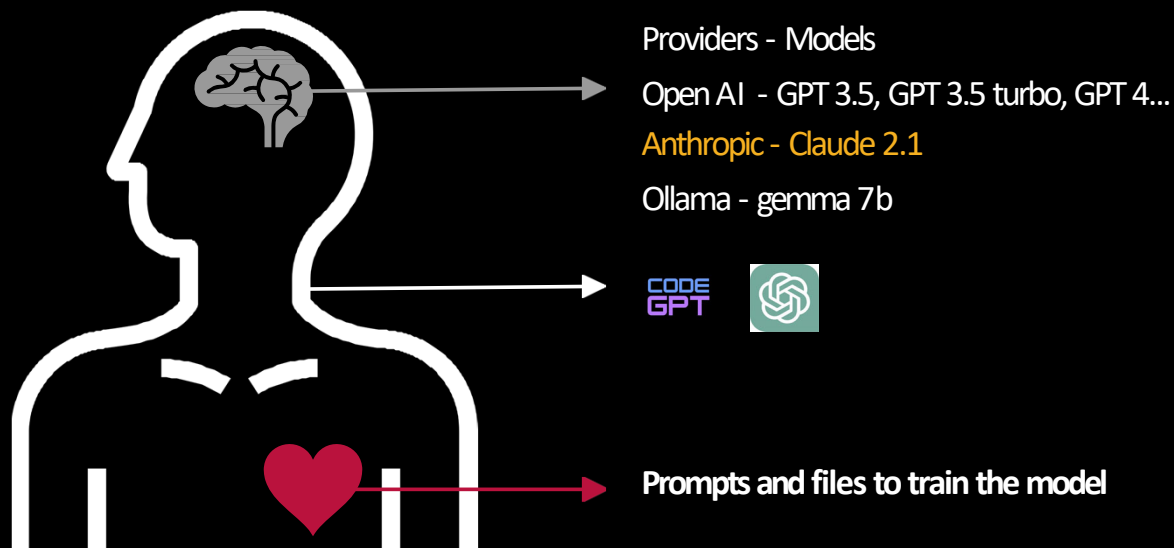 Providers - Models
Open AI - GPT 3.5, GPT 3.5 turbo, GPT 4...
Anthropic - Claude 2.1
Ollama - gemma 7b
CODE
GPT
Prompts and files to train the model